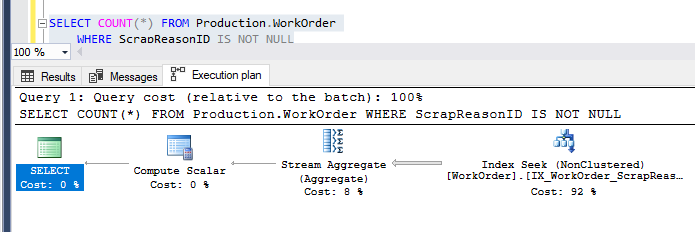 SELECT COUNT(*) FROM Production.WorkOrder
WHERE ScrapReasonID IS NOT NULL
100 %
Results Messages Execution plan
Query 1: Query cost (relative to the batch): 100%
SELECT COUNT(*) FROM Production.WorkOrder WHERE ScrapReasonID IS NOT NULL
SELECT
Cost: 0 %
Compute Scalar
Cost: 0 %
Stream Aggregate
(Aggregate)
Cost: 8 %
Index Seek (NonClustered)
[WorkOrder].[IX_WorkOrder_ScrapReas…
Cost: 92 %